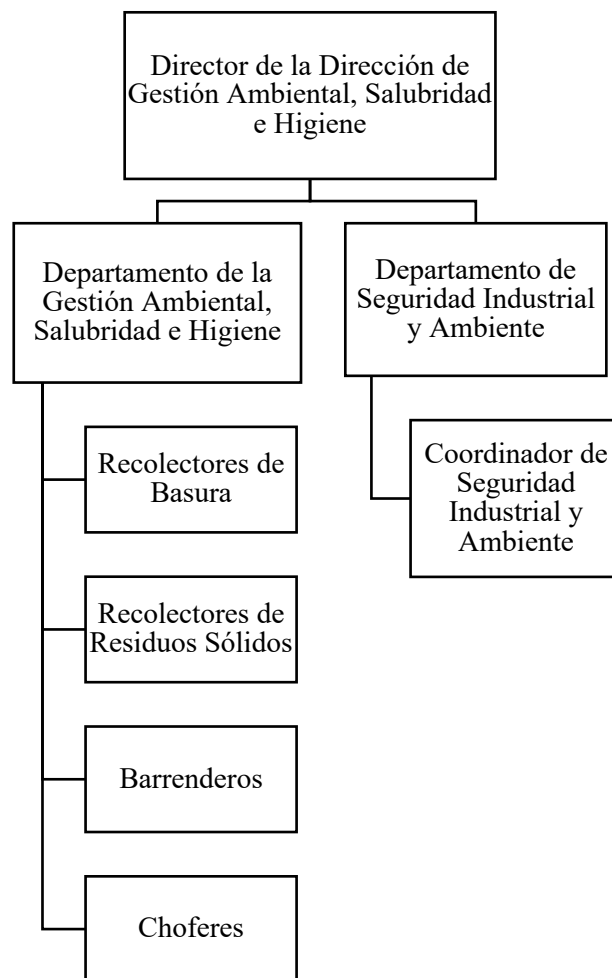 Director de la Dirección de
Gestión Ambiental, Salubridad
e Higiene
Departamento de la
Gestión Ambiental,
Salubridad e Higiene
Departamento de
Seguridad Industrial
y Ambiente
Recolectores de
Basura
Coordinador de
Seguridad
Industrial y
Ambiente
Recolectores de
Residuos Sólidos
Barrenderos
Choferes